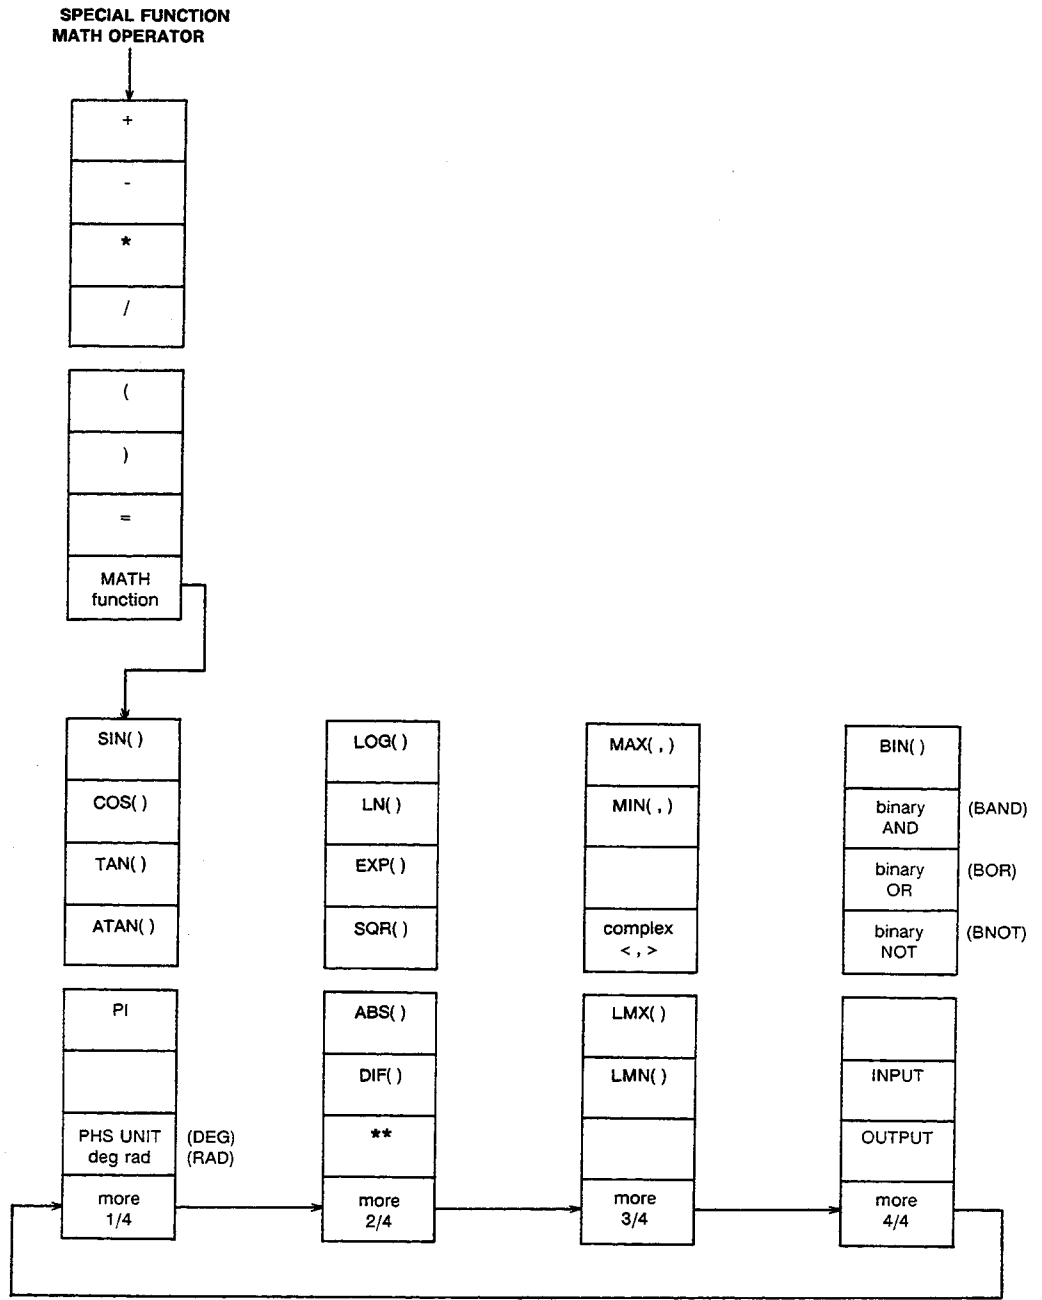 SPECIAL FUNCTION
MATH OPERATOR
+
-
*
/
(
)
=
MATH
function
SIN( )
COS( )
TAN( )
ATAN( )
PI
PHS UNIT
deg rad
(DEG)
(RAD)
more
1/4
LOG( )
LN( )
EXP( )
SQR( )
ABS( )
DIF( )
**
more
2/4
MAX( , )
MIN( , )
complex
< , >
LMX( )
LMN( )
more
3/4
BIN( )
binary
AND
(BAND)
binary
OR
(BOR)
binary
NOT
(BNOT)
INPUT
OUTPUT
more
4/4